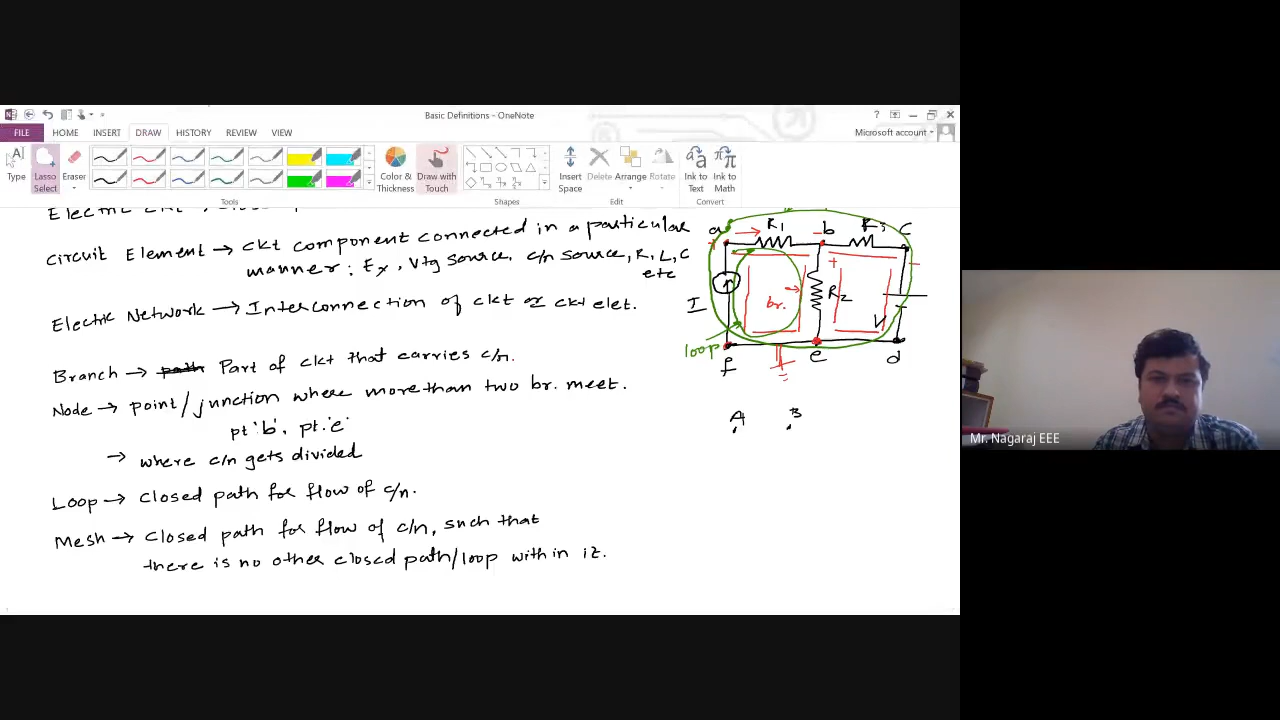 Basic Definitions - OneNote
FILE HOME INSERT DRAW HISTORY REVIEW VIEW
Microsoft account
Type Lasso Select Eraser Color & Thickness Draw with Touch Insert Space Delete Arrange Rotate Ink to Text Ink to Math
Tools Shapes Edit Convert
Electric ckt
Circuit Element → ckt component connected in a particular
manner: Ex, Vtg source, c/n source, R, L, C
etc
Electric Network → Interconnection of ckt or ckt elet.
Branch → path Part of ckt that carries c/n.
Node → point/junction where more than two br. meet.
pt 'b', pt. 'e'
→ where c/n gets divided
Loop → closed path for flow of c/n.
Mesh → closed path for flow of c/n, such that
there is no other closed path/loop within it.
a R1 b R3 c
+ - +
I br. R2 V
loop
f e d
A B
Mr. Nagaraj EEE